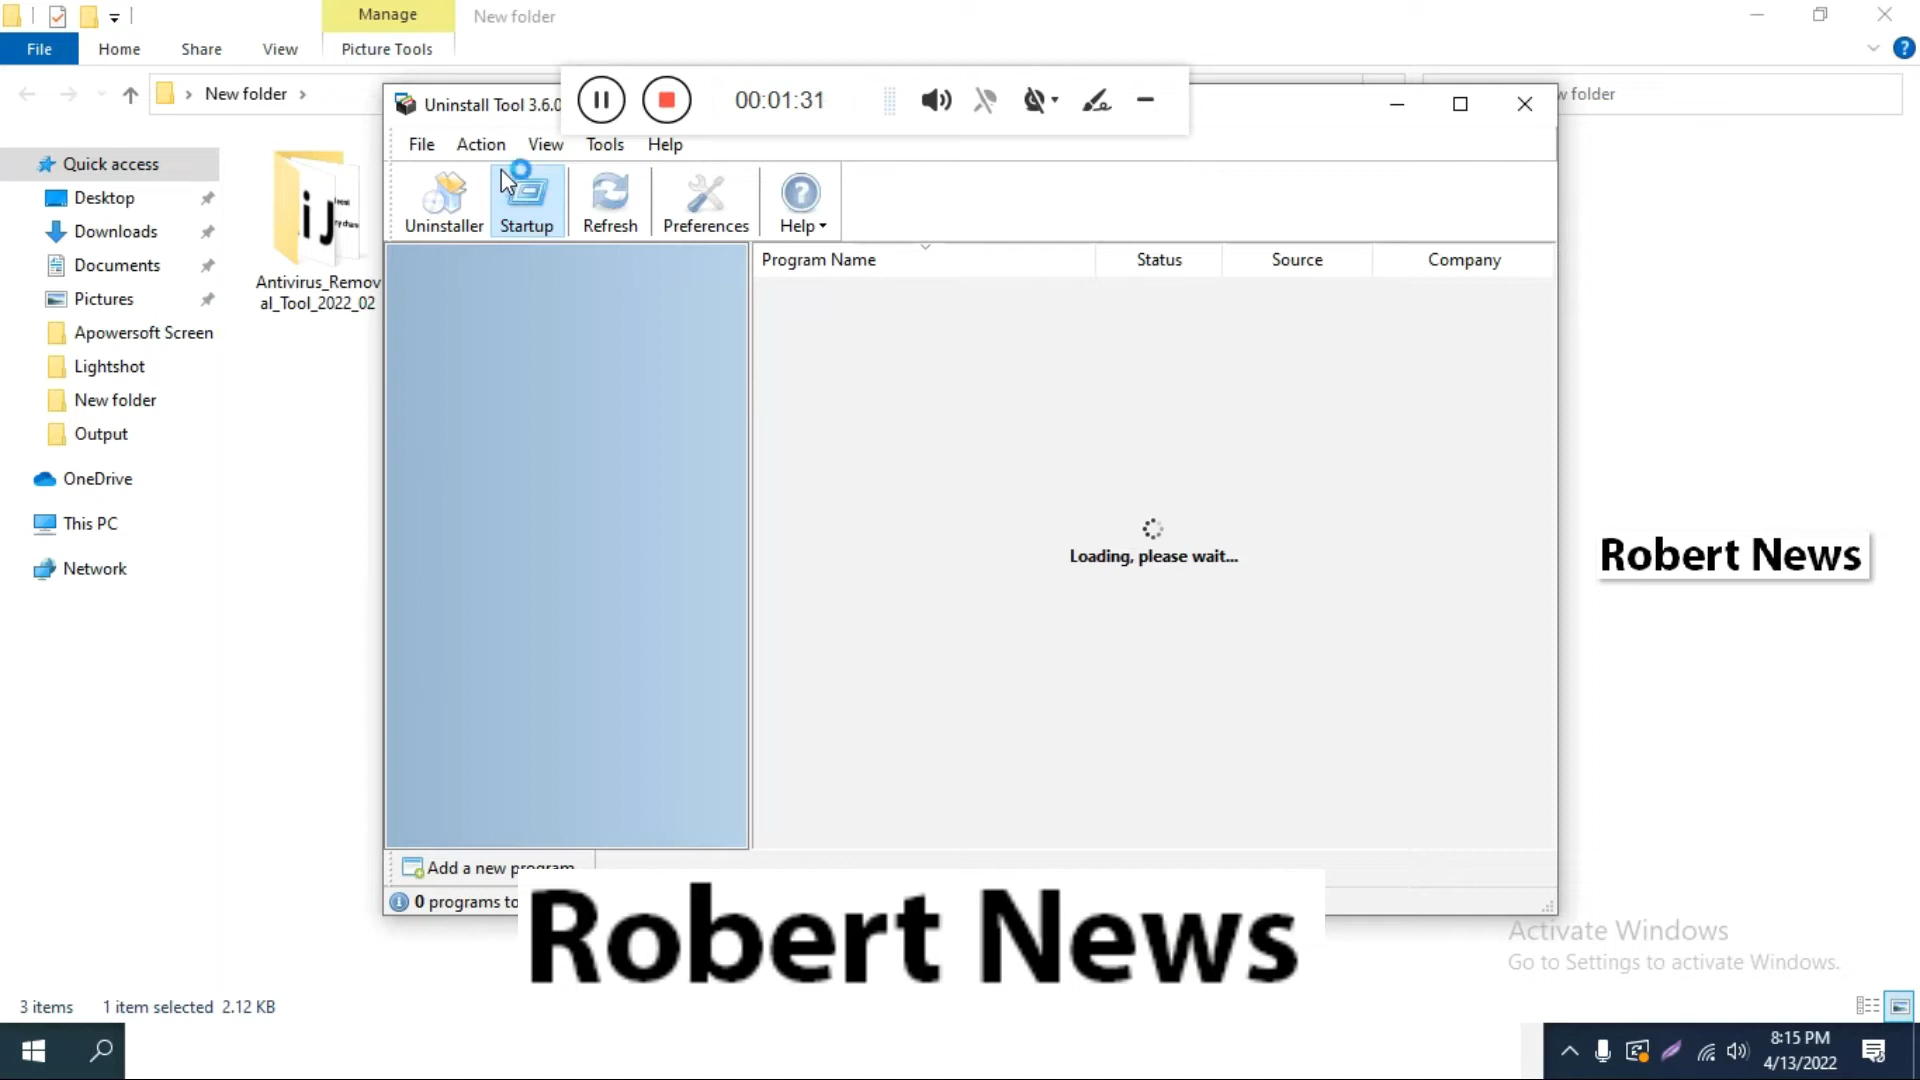 Manage
New folder
File
Home
Share
View
Picture Tools
New folder
w folder
Uninstall Tool 3.6.0
00:01:31
File
Action
View
Tools
Help
Uninstaller
Startup
Refresh
Preferences
Help
Quick access
Desktop
Downloads
Documents
Pictures
Apowersoft Screen
Lightshot
New folder
Output
OneDrive
This PC
Network
Antivirus_Remov
al_Tool_2022_02
Program Name
Status
Source
Company
Loading, please wait...
Robert News
Add a new program
0 programs to
Robert News
Activate Windows
Go to Settings to activate Windows.
3 items
1 item selected 2.12 KB
8:15 PM
4/13/2022